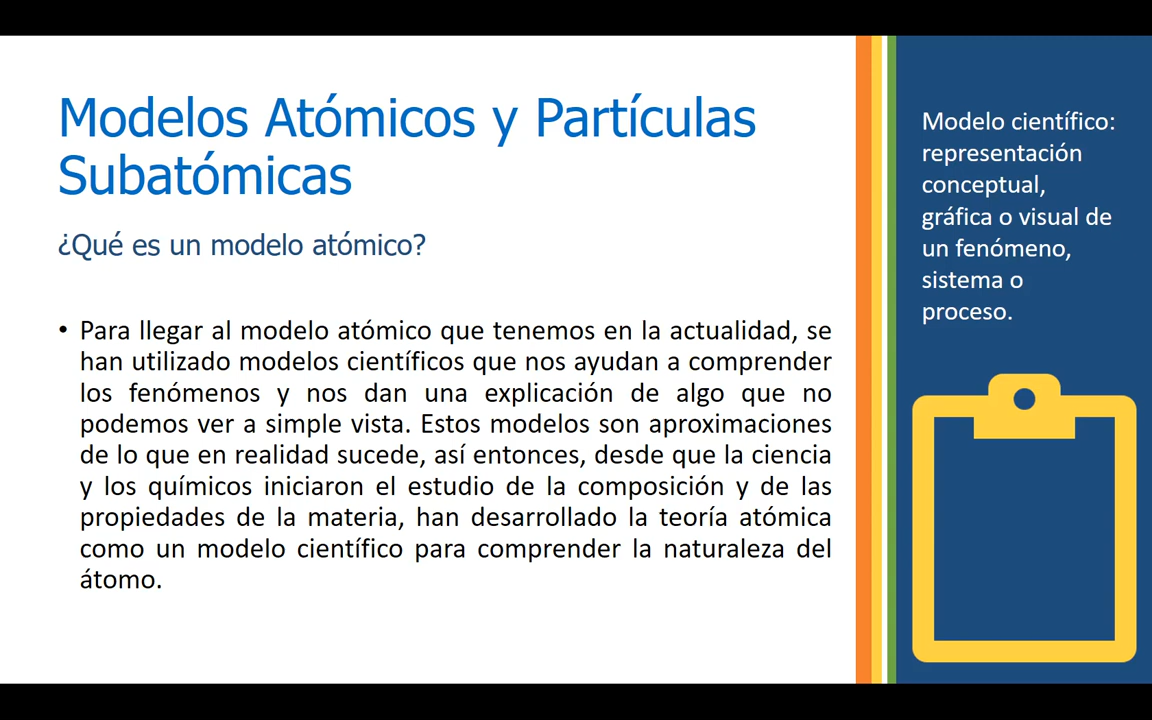 Modelos Atómicos y Partículas
Subatómicas
¿Qué es un modelo atómico?
• Para llegar al modelo atómico que tenemos en la actualidad, se
han utilizado modelos científicos que nos ayudan a comprender
los fenómenos y nos dan una explicación de algo que no
podemos ver a simple vista. Estos modelos son aproximaciones
de lo que en realidad sucede, así entonces, desde que la ciencia
y los químicos iniciaron el estudio de la composición y de las
propiedades de la materia, han desarrollado la teoría atómica
como un modelo científico para comprender la naturaleza del
átomo.
Modelo científico:
representación
conceptual,
gráfica o visual de
un fenómeno,
sistema o
proceso.